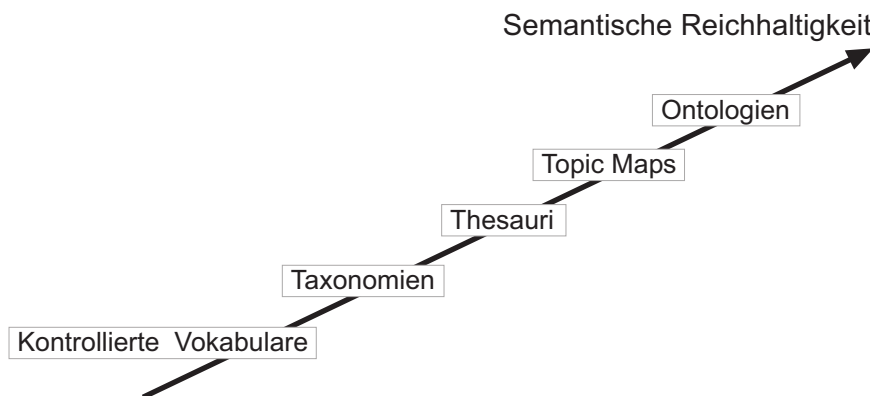 Semantische Reichhaltigkeit
Ontologien
Topic Maps
Thesauri
Taxonomien
Kontrollierte Vokabulare